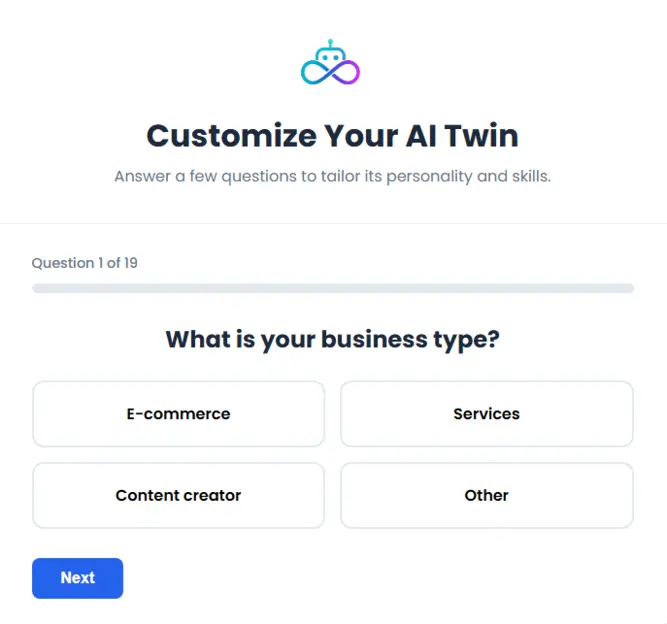 Customize Your AI Twin
Answer a few questions to tailor its personality and skills.
Question 1 of 19
What is your business type?
E-commerce
Services
Content creator
Other
Next